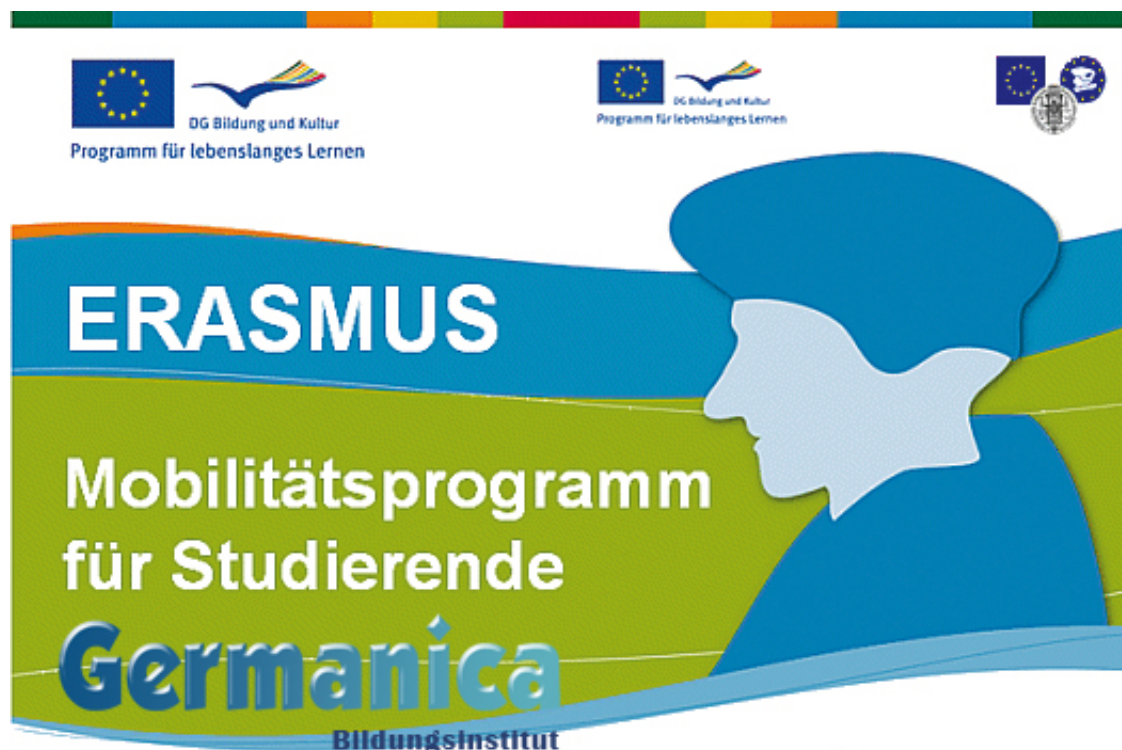 DG Bildung und Kultur
Programm für lebenslanges Lernen
DG Bildung und Kultur
Programm für lebenslanges Lernen
ERASMUS
Mobilitätsprogramm
für Studierende
Germanica
Bildungsinstitut